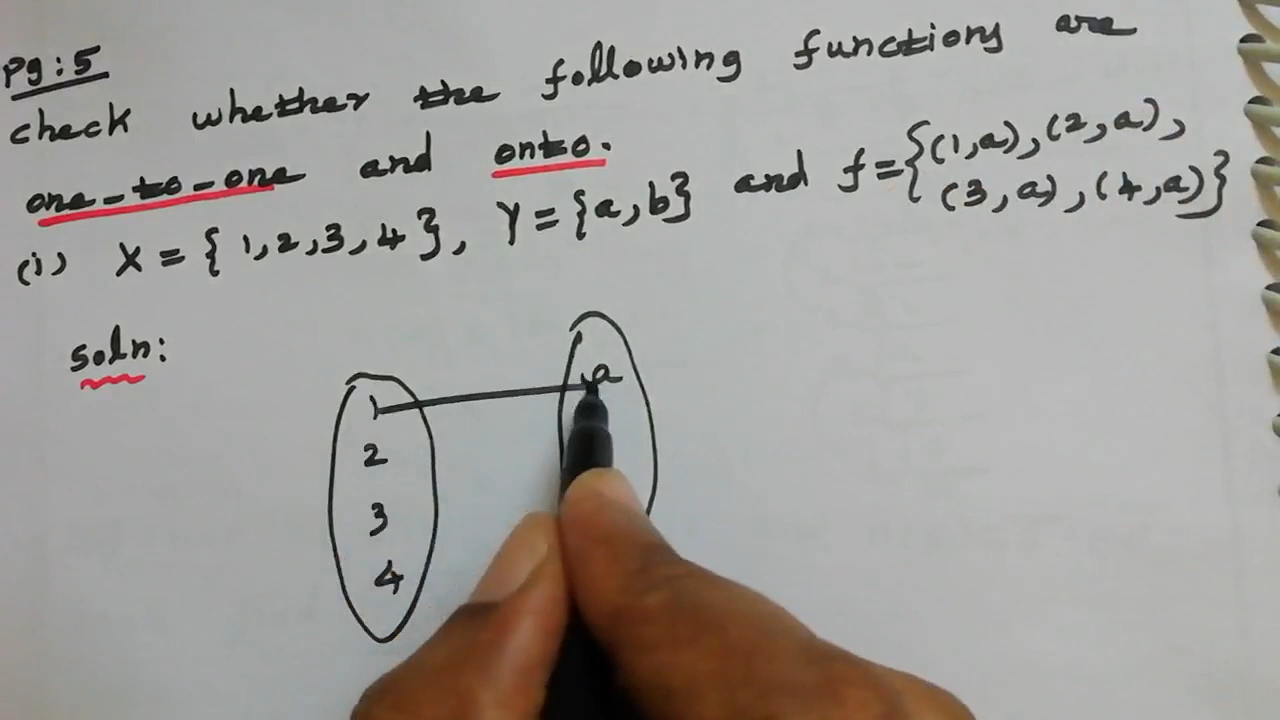 Pg:5
check whether the following functions are
one-to-one and onto.
(i) X = { 1,2,3,4 }, Y = {a,b} and f = {(1,a),(2,a),
(3,a),(4,a)}
Soln:
1
a
2
3
4